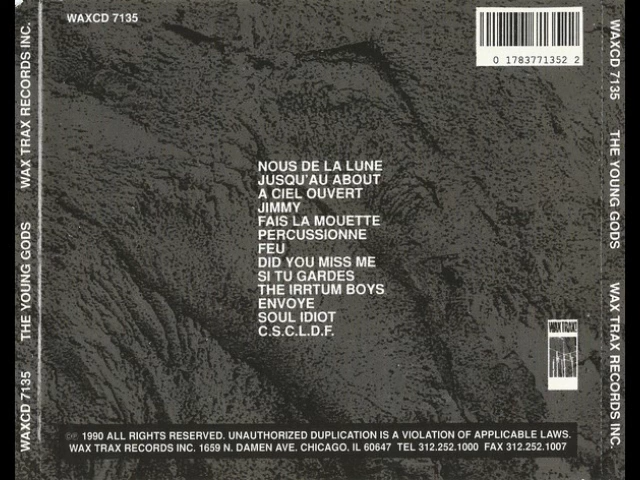 WAXCD 7135
0 1783771352 2
NOUS DE LA LUNE
JUSQU'AU ABOUT
A CIEL OUVERT
JIMMY
FAIS LA MOUETTE
PERCUSSIONNE
FEU
DID YOU MISS ME
SI TU GARDES
THE IRRTUM BOYS
ENVOYE
SOUL IDIOT
C.S.C.L.D.F.
WAX TRAX!
℗© 1990 ALL RIGHTS RESERVED. UNAUTHORIZED DUPLICATION IS A VIOLATION OF APPLICABLE LAWS.
WAX TRAX RECORDS INC. 1659 N. DAMEN AVE. CHICAGO, IL 60647 TEL 312.252.1000 FAX 312.252.1007
WAXCD 7135 THE YOUNG GODS WAX TRAX RECORDS INC.
WAXCD 7135 THE YOUNG GODS WAX TRAX RECORDS INC.